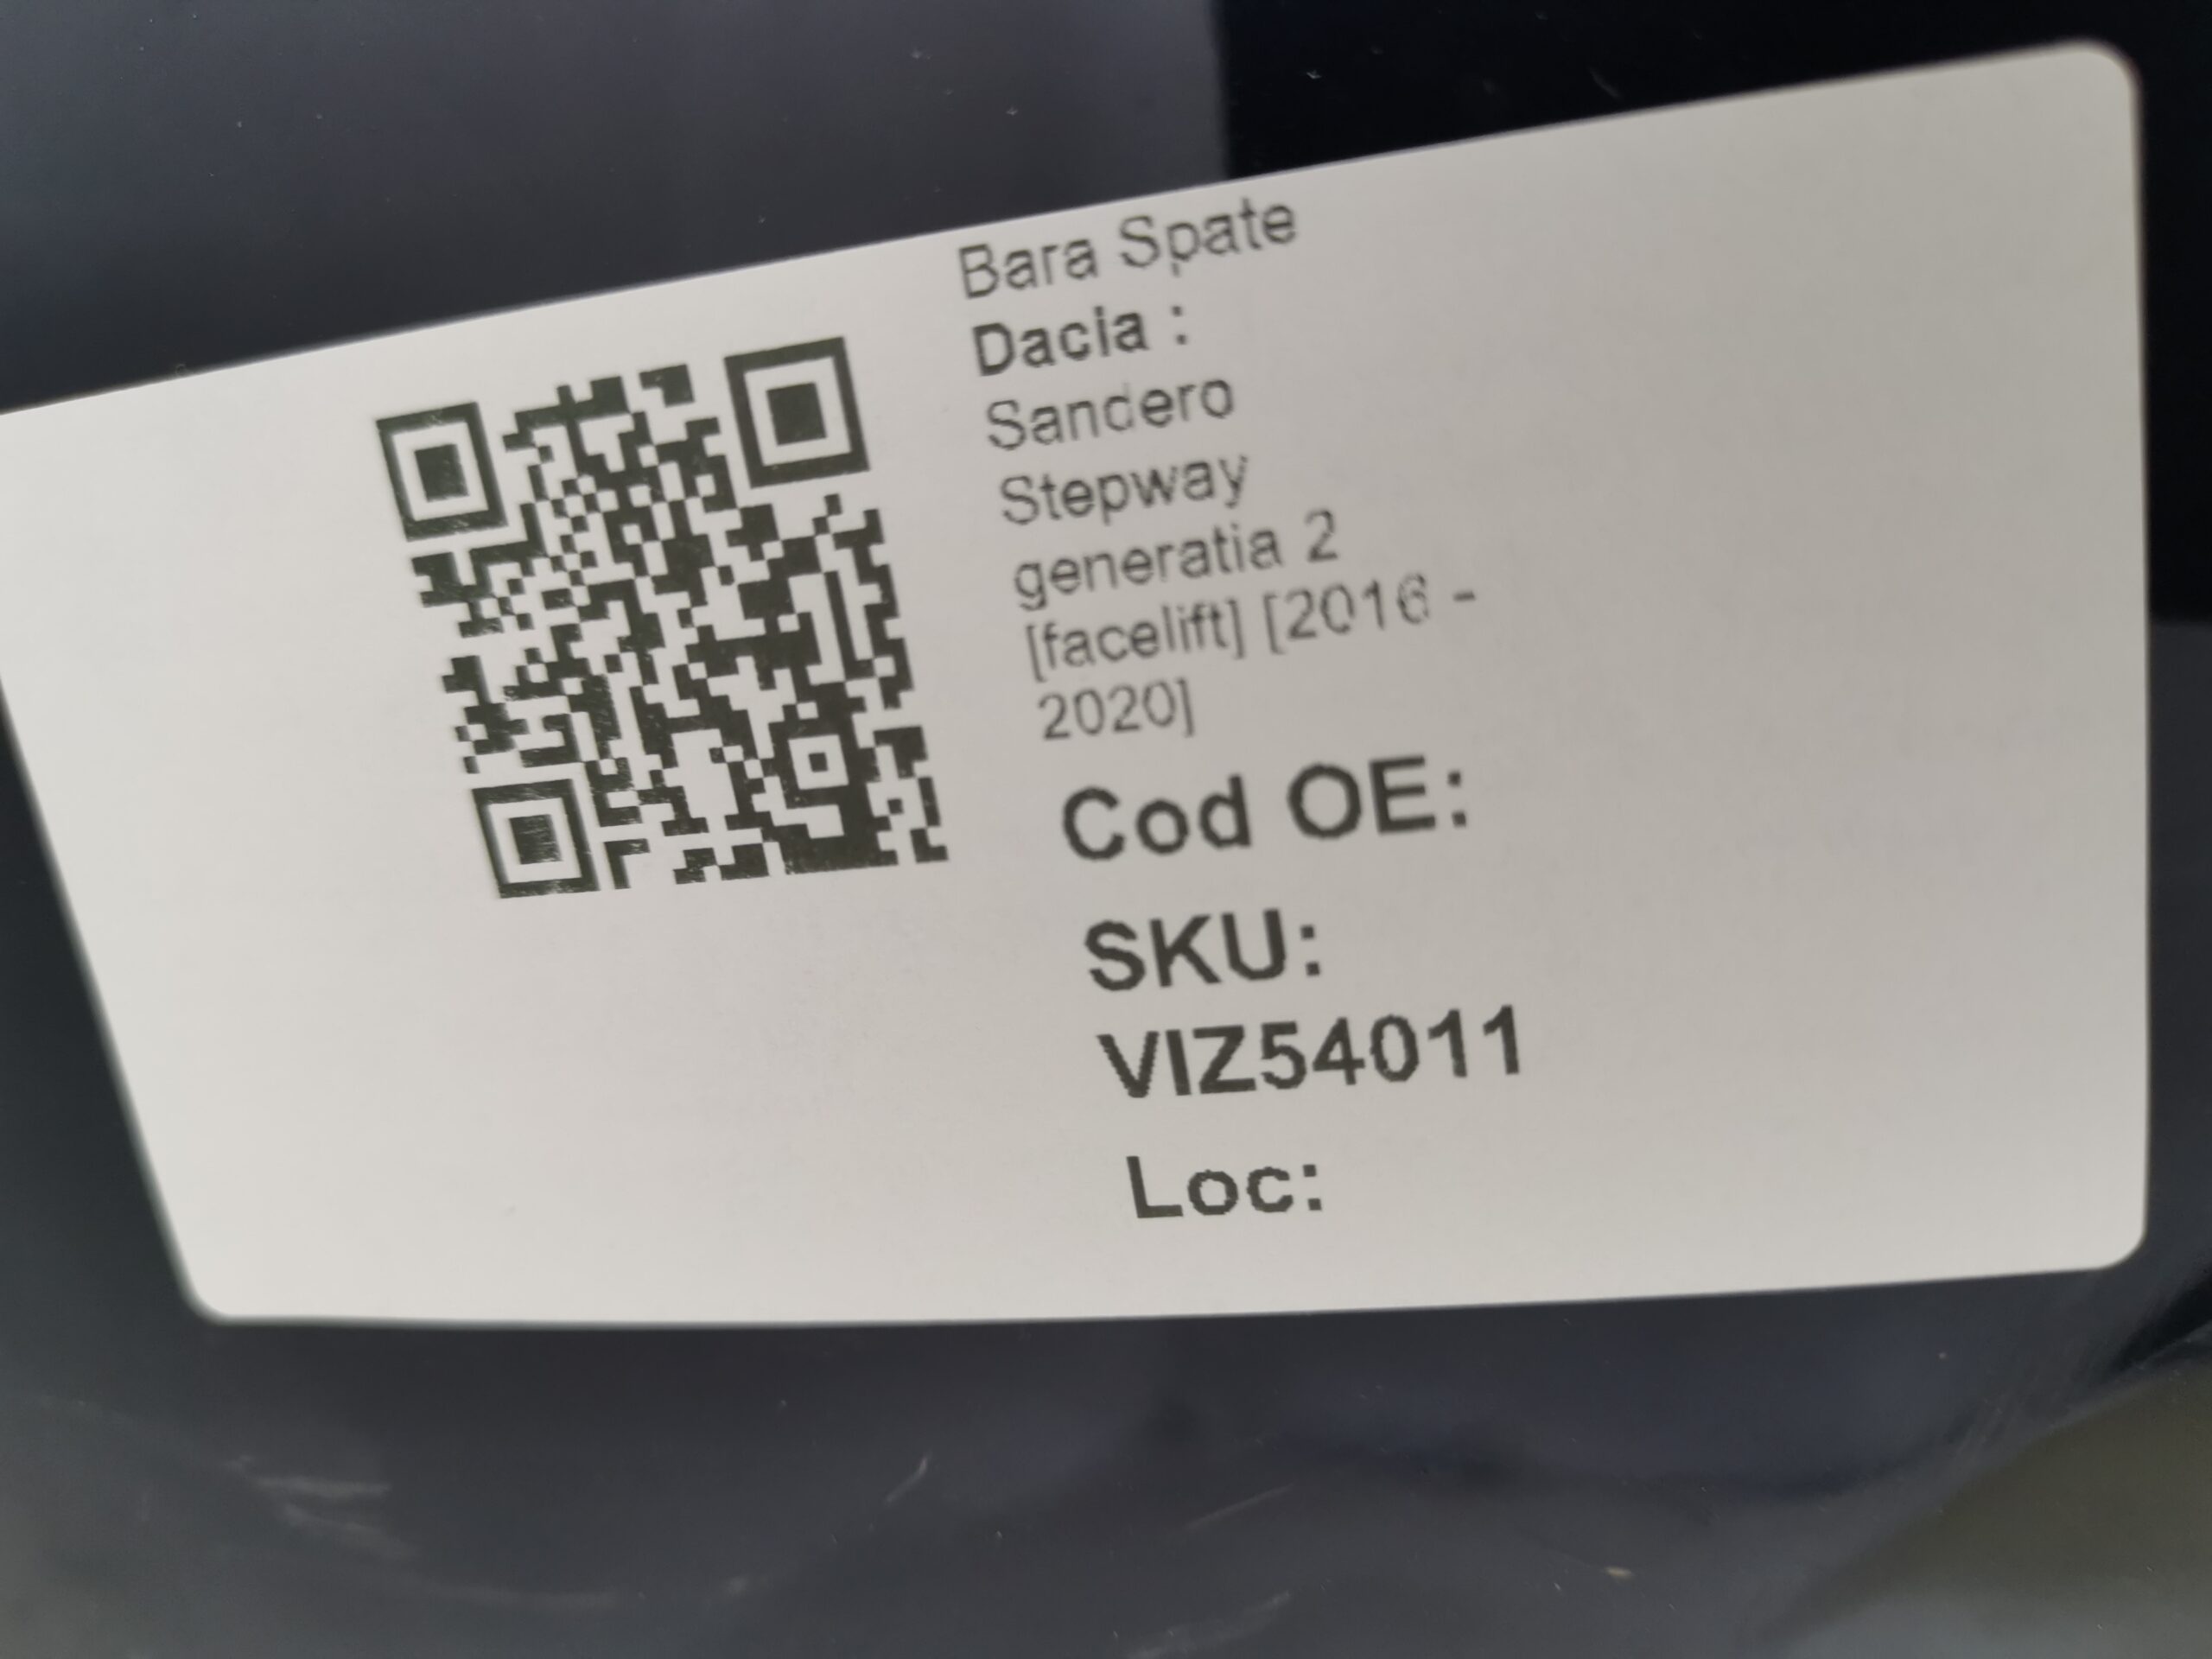 Bara Spate
Dacia :
Sandero
Stepway
generatia 2
[facelift] [2016 -
2020]
Cod OE:
SKU:
VIZ54011
Loc: